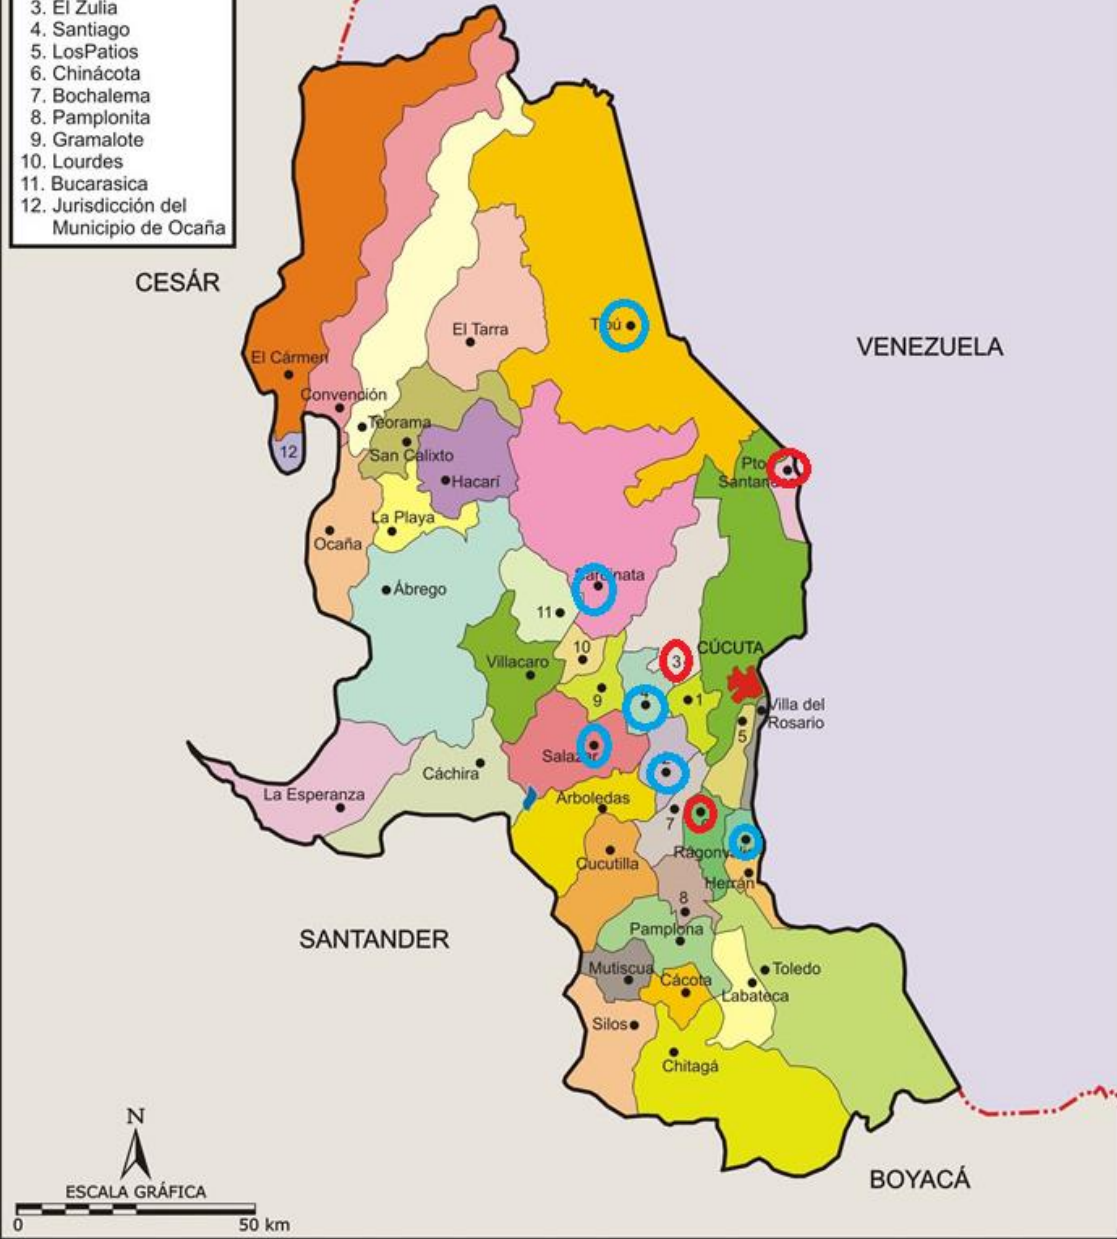 3. El Zulia
4. Santiago
5. LosPatios
6. Chinácota
7. Bochalema
8. Pamplonita
9. Gramalote
10. Lourdes
11. Bucarasica
12. Jurisdicción del
Municipio de Ocaña
CESÁR
VENEZUELA
El Tarra
El Cármen
Convención
Teorama
San Calixto
12
Hacarí
Pto
La Playa
Ocaña
Ábrego
11
10
CÚCUTA
3
Villacaro
9
4
1
Villa del
Rosario
5
Cáchira
La Esperanza
Arboledas
7
Cucutilla
Herrán
8
SANTANDER
Pamplona
Mutiscua
Cácota
Toledo
Labateca
Silos
Chitagá
N
ESCALA GRÁFICA
0 50 km
BOYACÁ